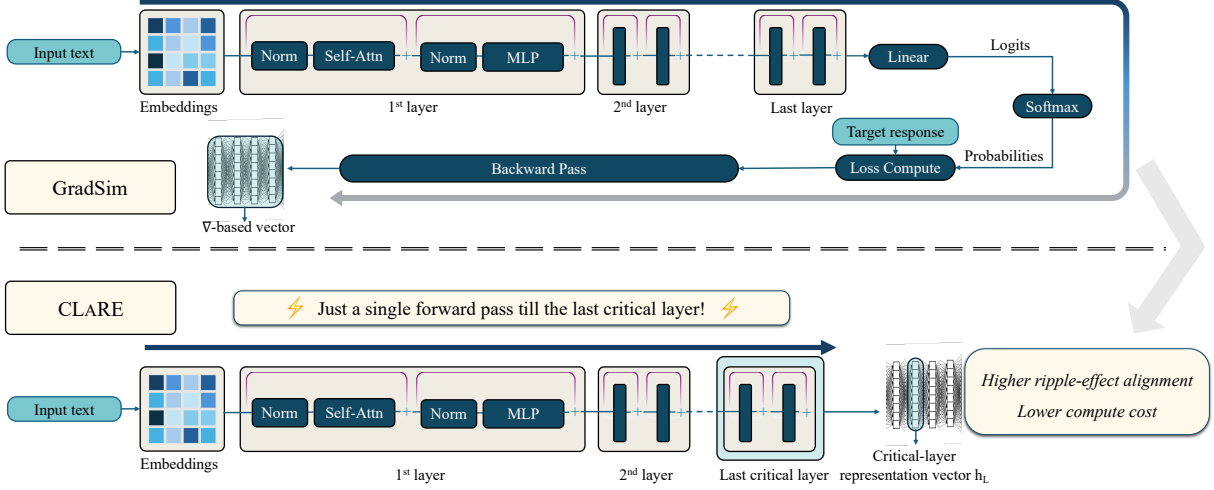 Input text
Embeddings
Norm
Self-Attn
+
Norm
MLP
+
1st layer
+
+
2nd layer
+
+
Last layer
Linear
Logits
Softmax
Probabilities
Target response
Loss Compute
Backward Pass
∇-based vector
GradSim
CLARE
⚡ Just a single forward pass till the last critical layer! ⚡
Input text
Embeddings
Norm
Self-Attn
+
Norm
MLP
+
1st layer
+
+
2nd layer
+
+
Last critical layer
Critical-layer
representation vector hL
Higher ripple-effect alignment
Lower compute cost